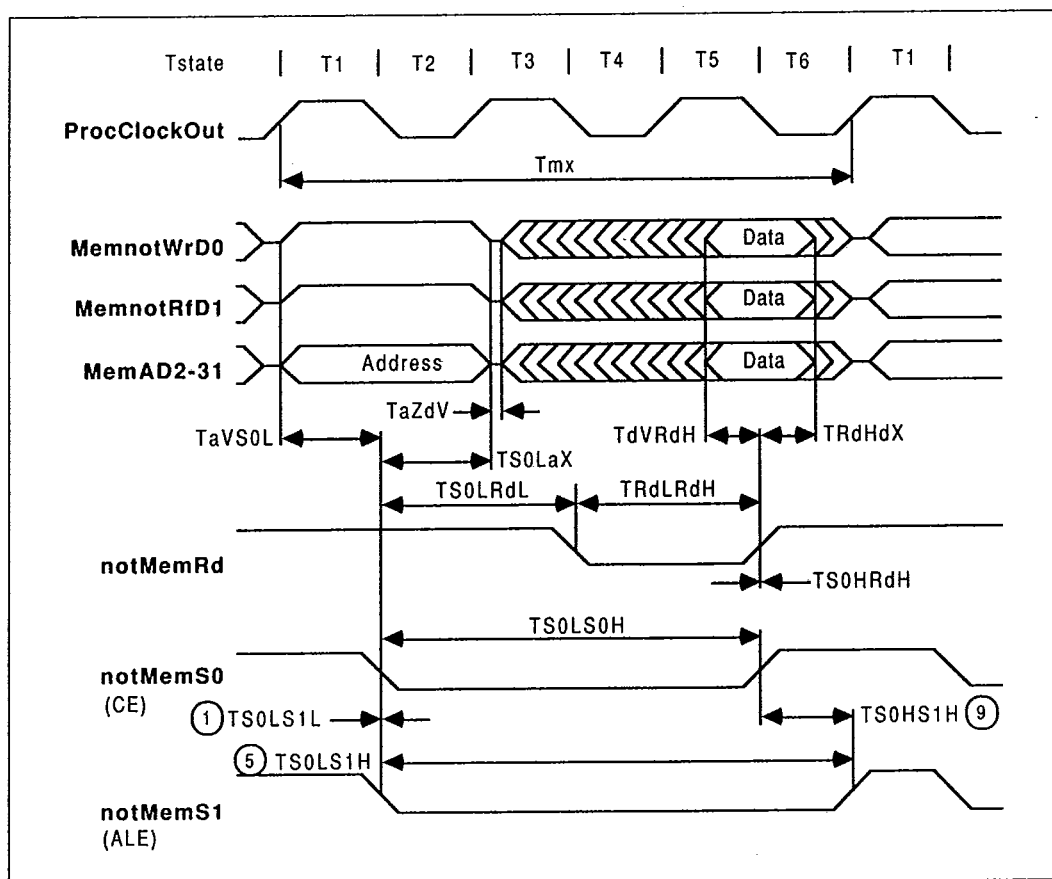 Tstate | T1 | T2 | T3 | T4 | T5 | T6 | T1 |
ProcClockOut
Tmx
MemnotWrD0 Data
MemnotRfD1 Data
MemAD2-31 Address Data
TaZdV
TaVS0L TdVRdH TRdHdX
TS0LaX
TS0LRdL TRdLRdH
notMemRd
TS0HRdH
TS0LS0H
notMemS0
(CE)
1 TS0LS1L TS0HS1H 9
5 TS0LS1H
notMemS1
(ALE)